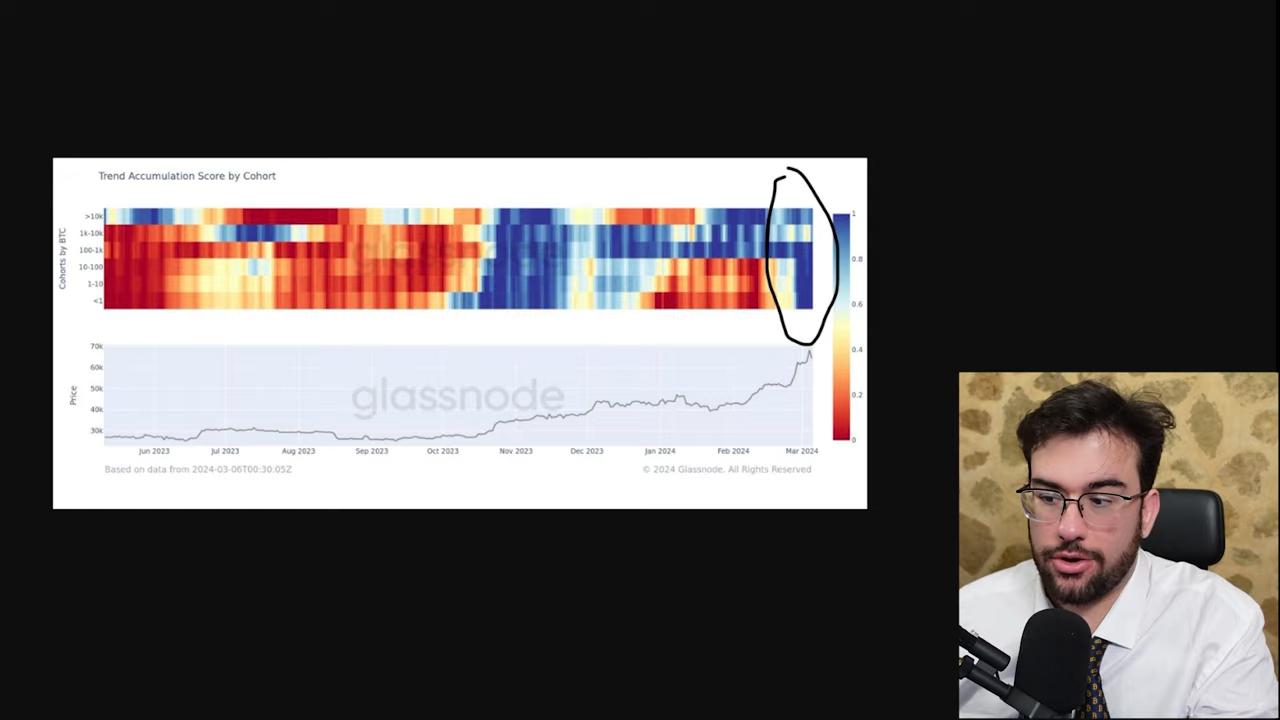 Trend Accumulation Score by Cohort
Cohorts by BTC
>10k
1k-10k
100-1k
10-100
1-10
<1
glassnode
1
0.8
0.6
0.4
0.2
0
Price
70k
60k
50k
40k
30k
glassnode
Jun 2023 Jul 2023 Aug 2023 Sep 2023 Oct 2023 Nov 2023 Dec 2023 Jan 2024 Feb 2024 Mar 2024
Based on data from 2024-03-06T00:30:05Z © 2024 Glassnode. All Rights Reserved